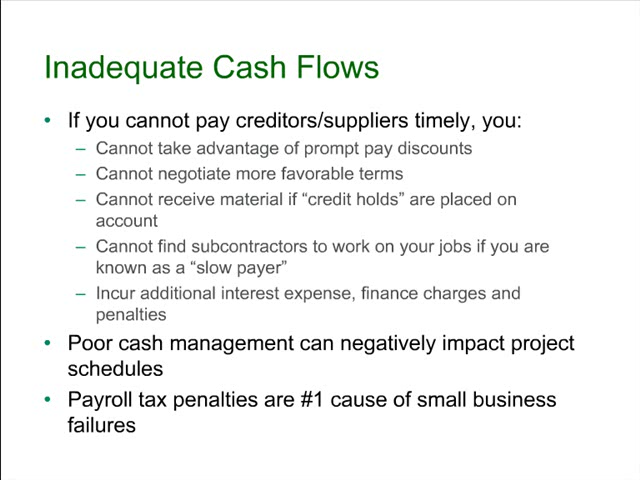 Inadequate Cash Flows
• If you cannot pay creditors/suppliers timely, you:
– Cannot take advantage of prompt pay discounts
– Cannot negotiate more favorable terms
– Cannot receive material if “credit holds” are placed on
account
– Cannot find subcontractors to work on your jobs if you are
known as a “slow payer”
– Incur additional interest expense, finance charges and
penalties
• Poor cash management can negatively impact project
schedules
• Payroll tax penalties are #1 cause of small business
failures